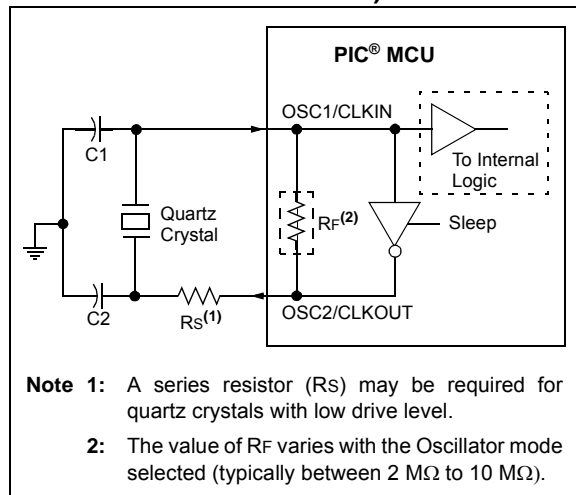 PIC® MCU
OSC1/CLKIN
C1
To Internal
Logic
Quartz
Crystal
RF(2)
Sleep
C2
RS(1)
OSC2/CLKOUT
Note 1: A series resistor (RS) may be required for
quartz crystals with low drive level.
2: The value of RF varies with the Oscillator mode
selected (typically between 2 MΩ to 10 MΩ).